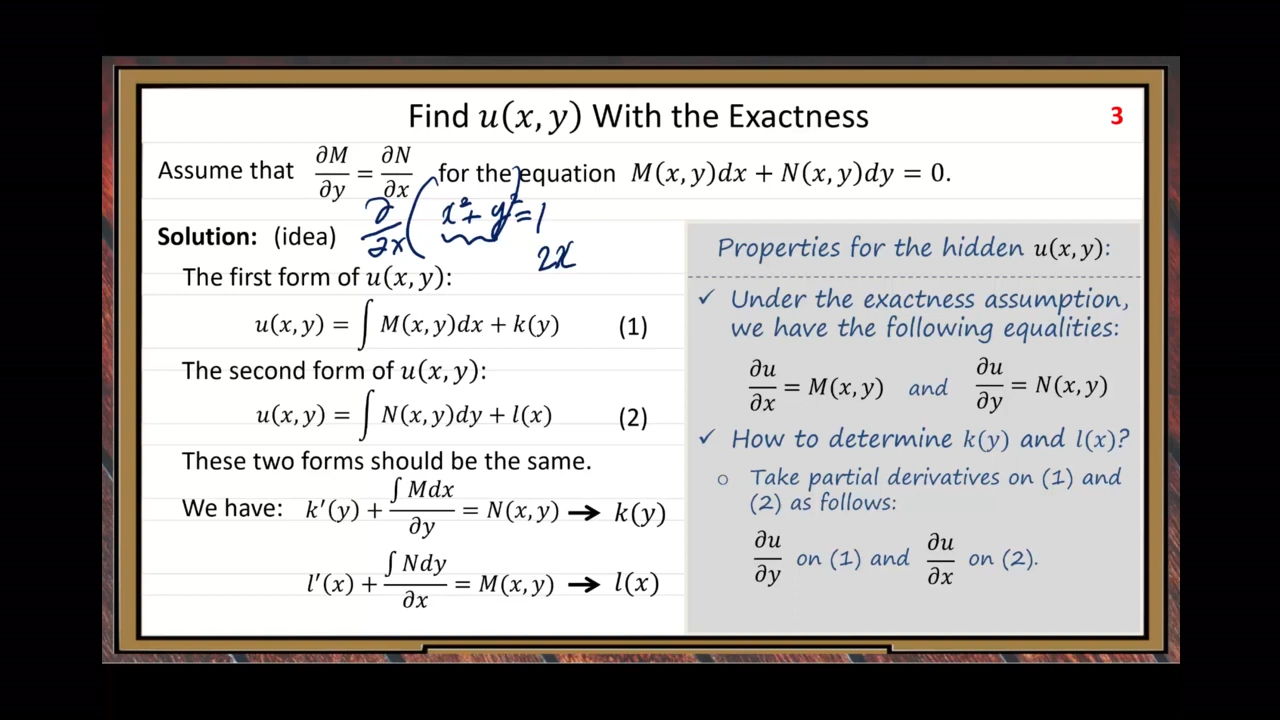 Find u(x, y) With the Exactness
3
Assume that ∂M/∂y = ∂N/∂x for the equation M(x, y)dx + N(x, y)dy = 0.
∂/∂x ( x² + y² ) = 1
2x
Solution: (idea)
The first form of u(x, y):
u(x, y) = ∫ M(x, y)dx + k(y) (1)
The second form of u(x, y):
u(x, y) = ∫ N(x, y)dy + l(x) (2)
These two forms should be the same.
We have: k′(y) + ∫ Mdx/∂y = N(x, y) → k(y)
l′(x) + ∫ Ndy/∂x = M(x, y) → l(x)
Properties for the hidden u(x, y):
✓ Under the exactness assumption,
we have the following equalities:
∂u/∂x = M(x, y) and ∂u/∂y = N(x, y)
✓ How to determine k(y) and l(x)?
○ Take partial derivatives on (1) and
(2) as follows:
∂u/∂y on (1) and ∂u/∂x on (2).